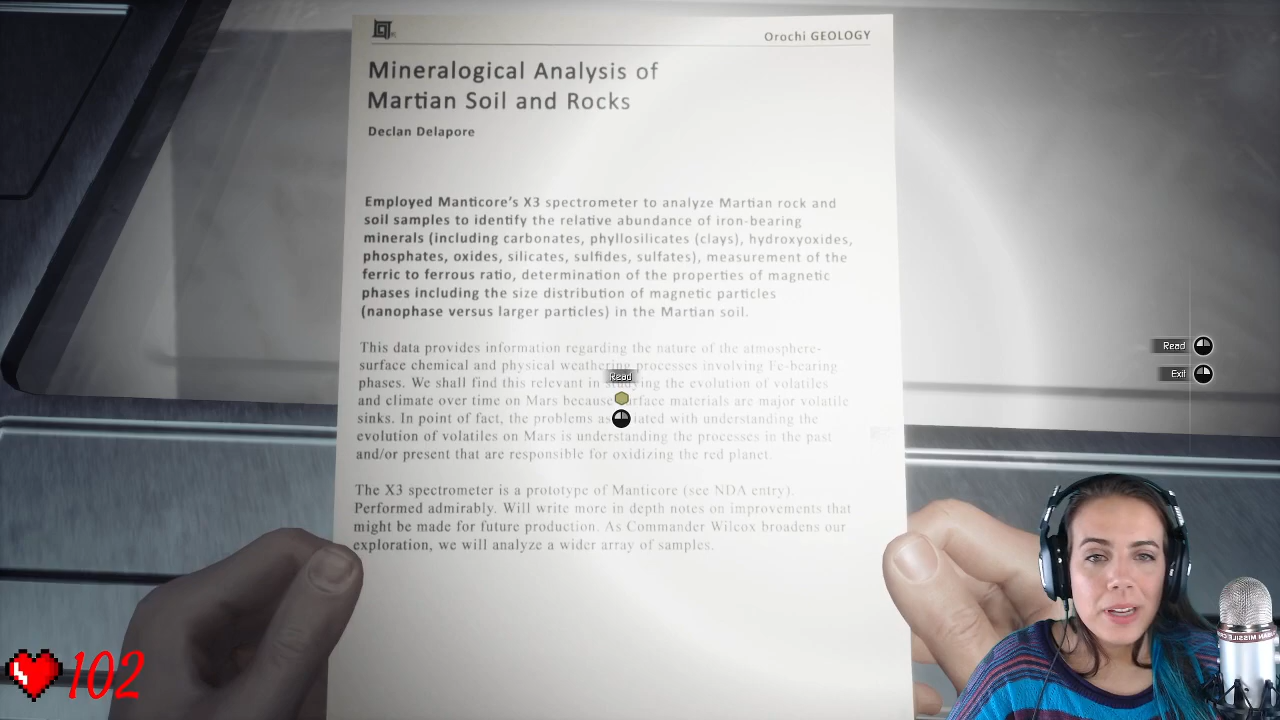 Orochi GEOLOGY
Mineralogical Analysis of
Martian Soil and Rocks
Declan Delapore
Employed Manticore's X3 spectrometer to analyze Martian rock and
soil samples to identify the relative abundance of iron-bearing
minerals (including carbonates, phyllosilicates (clays), hydroxyoxides,
phosphates, oxides, silicates, sulfides, sulfates), measurement of the
ferric to ferrous ratio, determination of the properties of magnetic
phases including the size distribution of magnetic particles
(nanophase versus larger particles) in the Martian soil.
This data provides information regarding the nature of the atmosphere-
surface chemical and physical weathering processes involving Fe-bearing
phases. We shall find this relevant in studying the evolution of volatiles
and climate over time on Mars because surface materials are major volatile
sinks. In point of fact, the problems associated with understanding the
evolution of volatiles on Mars is understanding the processes in the past
and/or present that are responsible for oxidizing the red planet.
The X3 spectrometer is a prototype of Manticore (see NDA entry).
Performed admirably. Will write more in depth notes on improvements that
might be made for future production. As Commander Wilcox broadens our
exploration, we will analyze a wider array of samples.
Read
Read
Exit
102